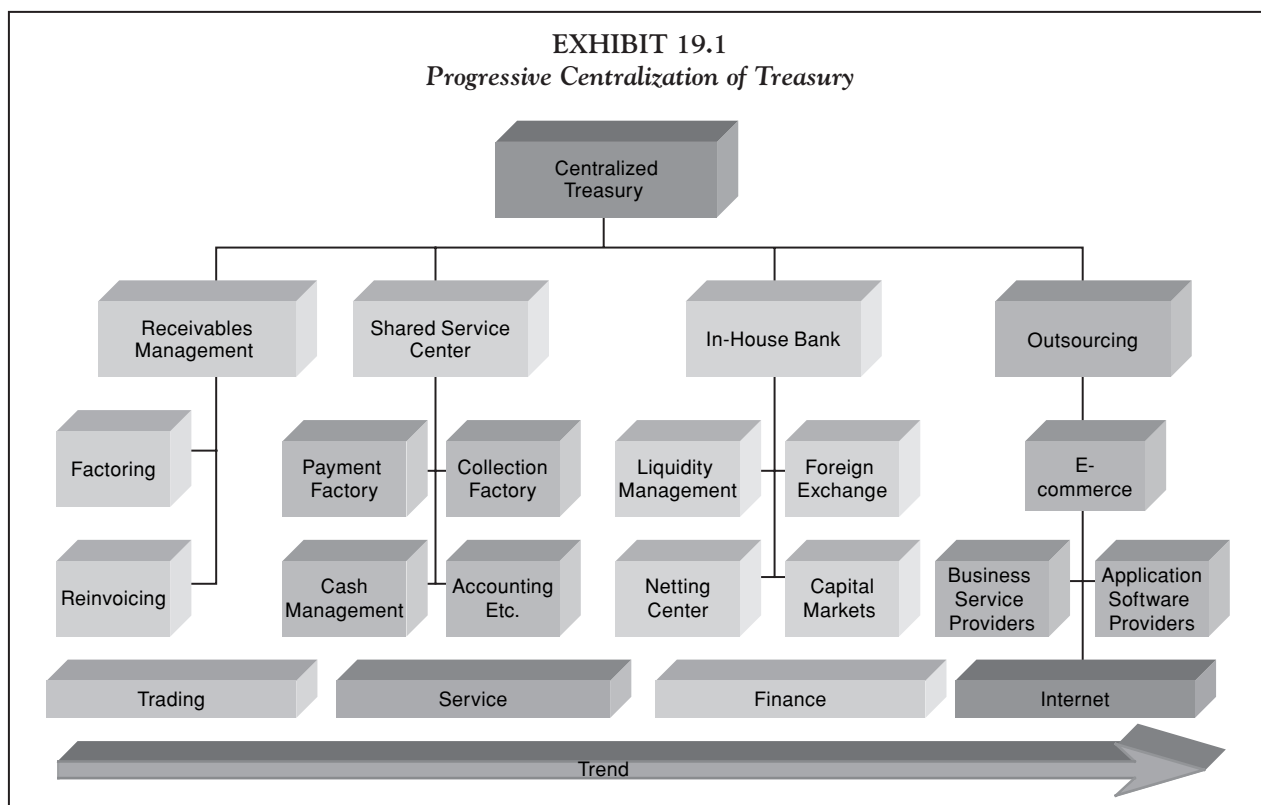 EXHIBIT 19.1
Progressive Centralization of Treasury
Centralized
Treasury
Receivables
Management
Shared Service
Center
In-House Bank
Outsourcing
Factoring
Payment
Factory
Collection
Factory
Liquidity
Management
Foreign
Exchange
E-
commerce
Reinvoicing
Cash
Management
Accounting
Etc.
Netting
Center
Capital
Markets
Business
Service
Providers
Application
Software
Providers
Trading
Service
Finance
Internet
Trend